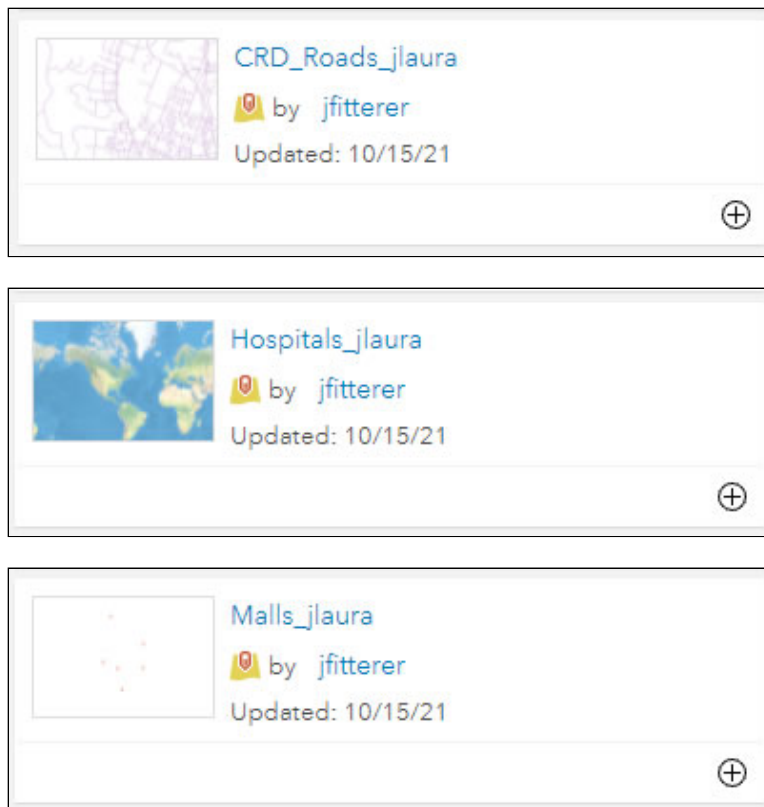 CRD_Roads_jlaura
by jfitterer
Updated: 10/15/21
Hospitals_jlaura
by jfitterer
Updated: 10/15/21
Malls_jlaura
by jfitterer
Updated: 10/15/21